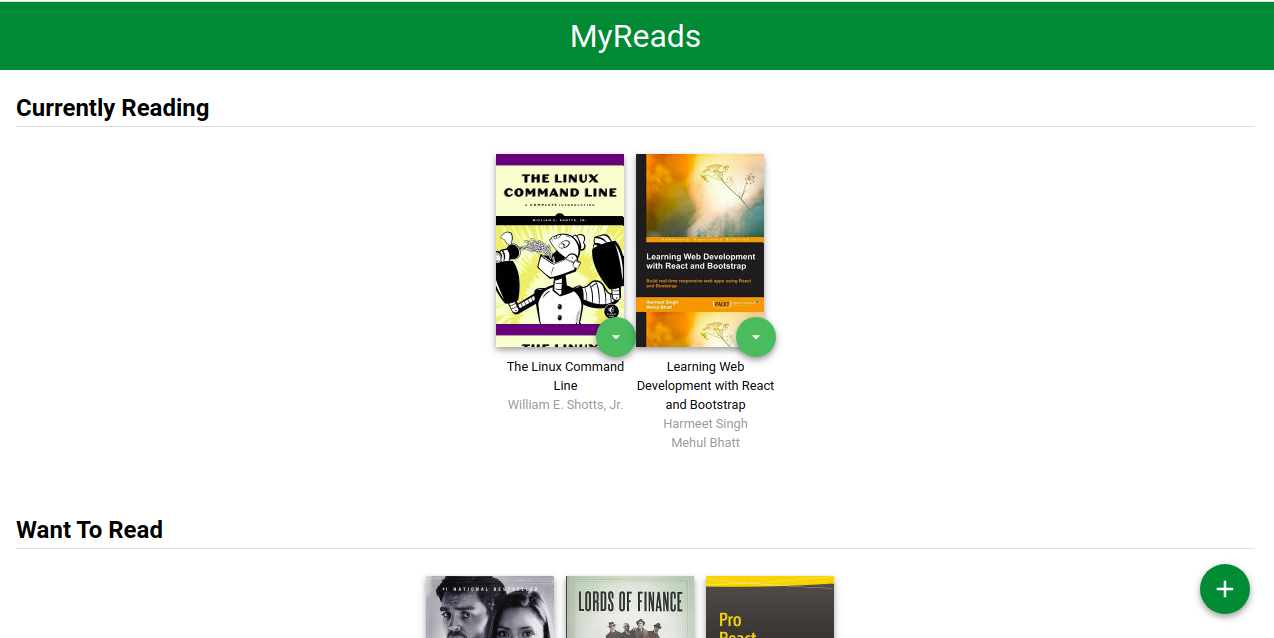 MyReads
Currently Reading
THE LINUX
COMMAND LINE
A COMPLETE INTRODUCTION
WILLIAM E. SHOTTS, JR.
THE LINUX
Learning Web Development
with React and Bootstrap
Build real-time responsive web apps using React
and Bootstrap
Harmeet Singh
Mehul Bhatt
PACKT
The Linux Command
Line
William E. Shotts, Jr.
Learning Web
Development with React
and Bootstrap
Harmeet Singh
Mehul Bhatt
Want To Read
#1 NATIONAL BESTSELLER
LORDS OF FINANCE
Pro
React